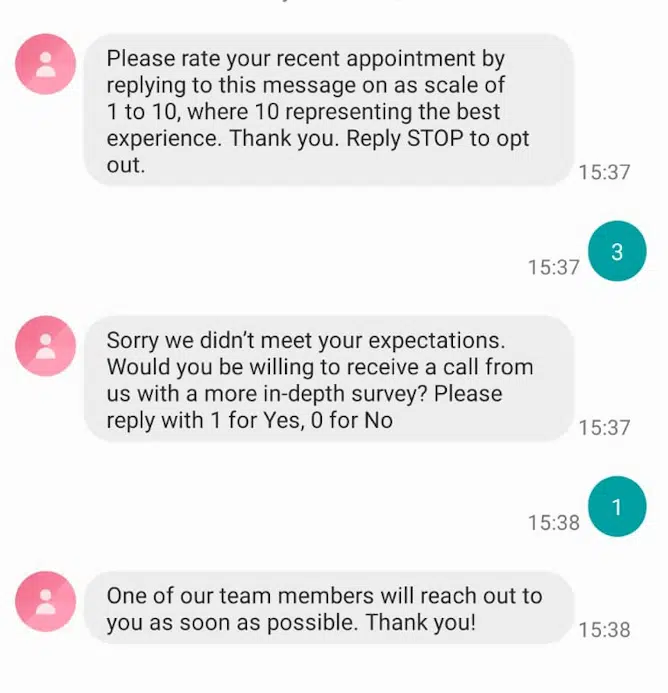 Please rate your recent appointment by
replying to this message on as scale of
1 to 10, where 10 representing the best
experience. Thank you. Reply STOP to opt
out.
15:37
15:37
3
Sorry we didn’t meet your expectations.
Would you be willing to receive a call from
us with a more in-depth survey? Please
reply with 1 for Yes, 0 for No
15:37
15:38
1
One of our team members will reach out to
you as soon as possible. Thank you!
15:38